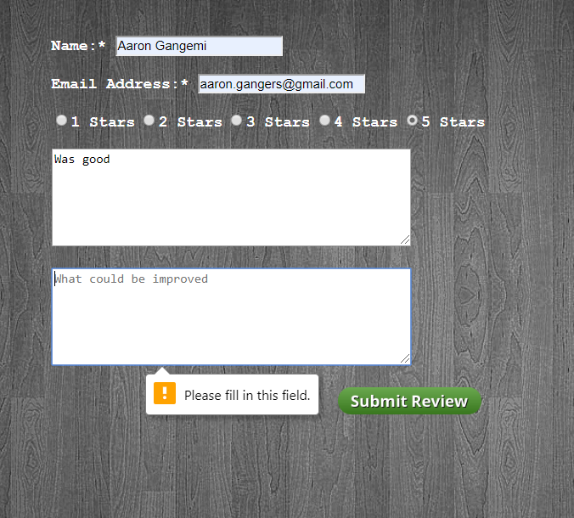 Name:* Aaron Gangemi
Email Address:* aaron.gangers@gmail.com
1 Stars 2 Stars 3 Stars 4 Stars 5 Stars
Was good
What could be improved
! Please fill in this field.
Submit Review